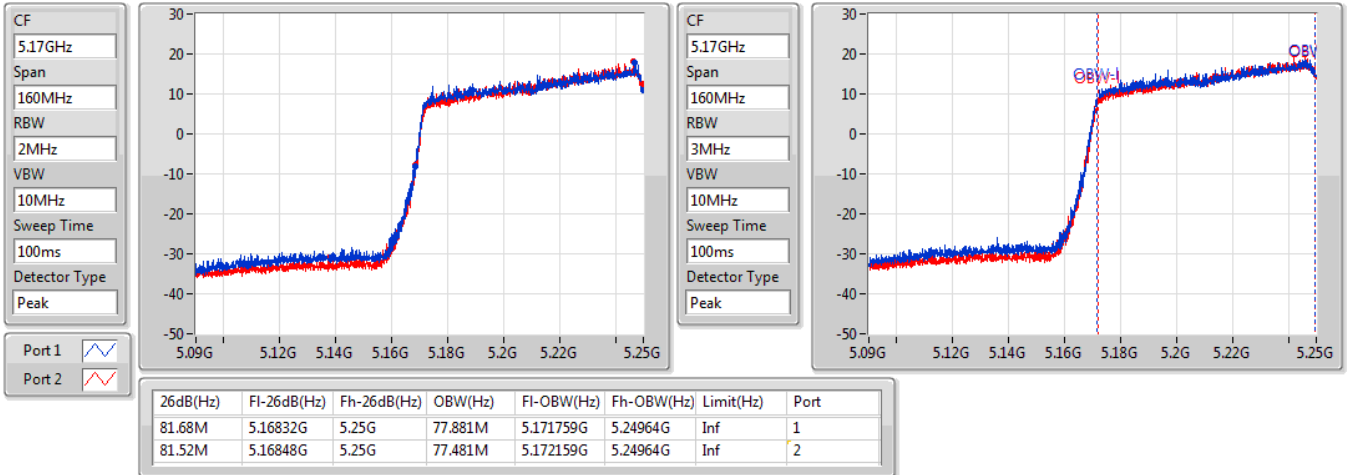 CF
5.17GHz
Span
160MHz
RBW
2MHz
VBW
10MHz
Sweep Time
100ms
Detector Type
Peak
Port 1
Port 2
30
20
10
0
-10
-20
-30
-40
-50
5.09G 5.12G 5.14G 5.16G 5.18G 5.2G 5.22G 5.25G
CF
5.17GHz
Span
160MHz
RBW
3MHz
VBW
10MHz
Sweep Time
100ms
Detector Type
Peak
30
20
10
0
-10
-20
-30
-40
-50
OBW-l
OBW
5.09G 5.12G 5.14G 5.16G 5.18G 5.2G 5.22G 5.25G
26dB(Hz) Fl-26dB(Hz) Fh-26dB(Hz) OBW(Hz) Fl-OBW(Hz) Fh-OBW(Hz) Limit(Hz) Port
81.68M 5.16832G 5.25G 77.881M 5.171759G 5.24964G Inf 1
81.52M 5.16848G 5.25G 77.481M 5.172159G 5.24964G Inf 2